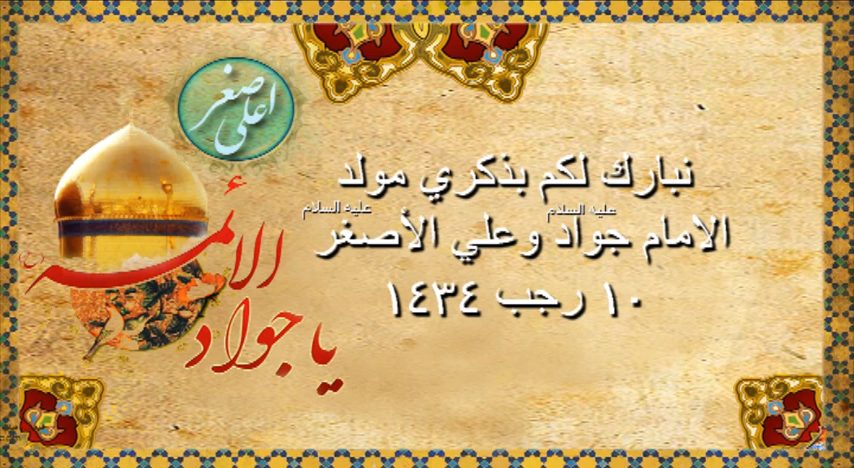 علي اصغر
نبارك لكم بذكري مولد
عليه السلام عليه السلام
الامام جواد وعلي الأصغر
١٠ رجب ١٤٣٤
يا جواد
الائمه
(ع)